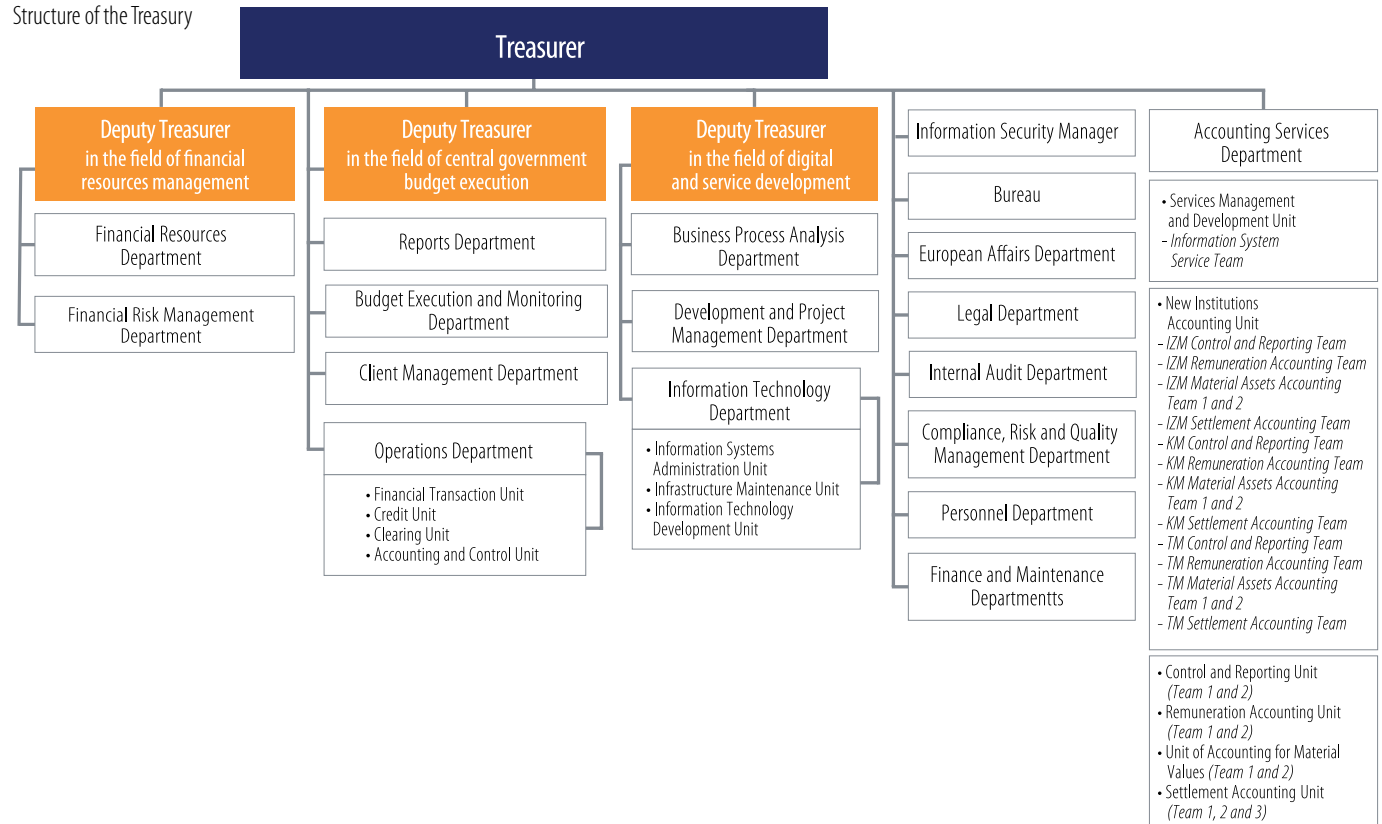 Structure of the Treasury
Treasurer
Deputy Treasurer
in the field of financial
resources management
Financial Resources
Department
Financial Risk Management
Department
Deputy Treasurer
in the field of central government
budget execution
Reports Department
Budget Execution and Monitoring
Department
Client Management Department
Operations Department
• Financial Transaction Unit
• Credit Unit
• Clearing Unit
• Accounting and Control Unit
Deputy Treasurer
in the field of digital
and service development
Business Process Analysis
Department
Development and Project
Management Department
Information Technology
Department
• Information Systems
Administration Unit
• Infrastructure Maintenance Unit
• Information Technology
Development Unit
Information Security Manager
Bureau
European Affairs Department
Legal Department
Internal Audit Department
Compliance, Risk and Quality
Management Department
Personnel Department
Finance and Maintenance
Departmentts
Accounting Services
Department
• Services Management
and Development Unit
- Information System
Service Team
• New Institutions
Accounting Unit
- IZM Control and Reporting Team
- IZM Remuneration Accounting Team
- IZM Material Assets Accounting
Team 1 and 2
- IZM Settlement Accounting Team
- KM Control and Reporting Team
- KM Remuneration Accounting Team
- KM Material Assets Accounting
Team 1 and 2
- KM Settlement Accounting Team
- TM Control and Reporting Team
- TM Remuneration Accounting Team
- TM Material Assets Accounting
Team 1 and 2
- TM Settlement Accounting Team
• Control and Reporting Unit
(Team 1 and 2)
• Remuneration Accounting Unit
(Team 1 and 2)
• Unit of Accounting for Material
Values (Team 1 and 2)
• Settlement Accounting Unit
(Team 1, 2 and 3)